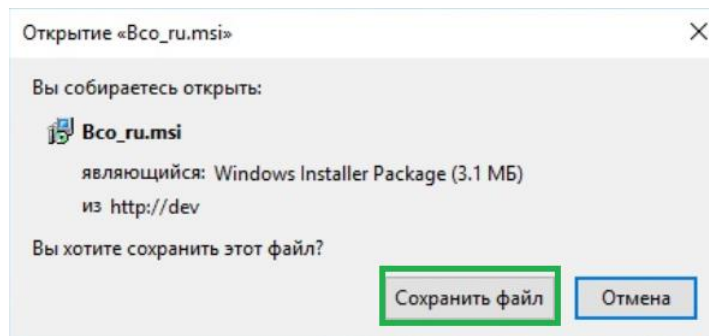 Открытие «Bco_ru.msi»
Вы собираетесь открыть:
Bco_ru.msi
являющийся: Windows Installer Package (3.1 МБ)
из http://dev
Вы хотите сохранить этот файл?
Сохранить файл Отмена